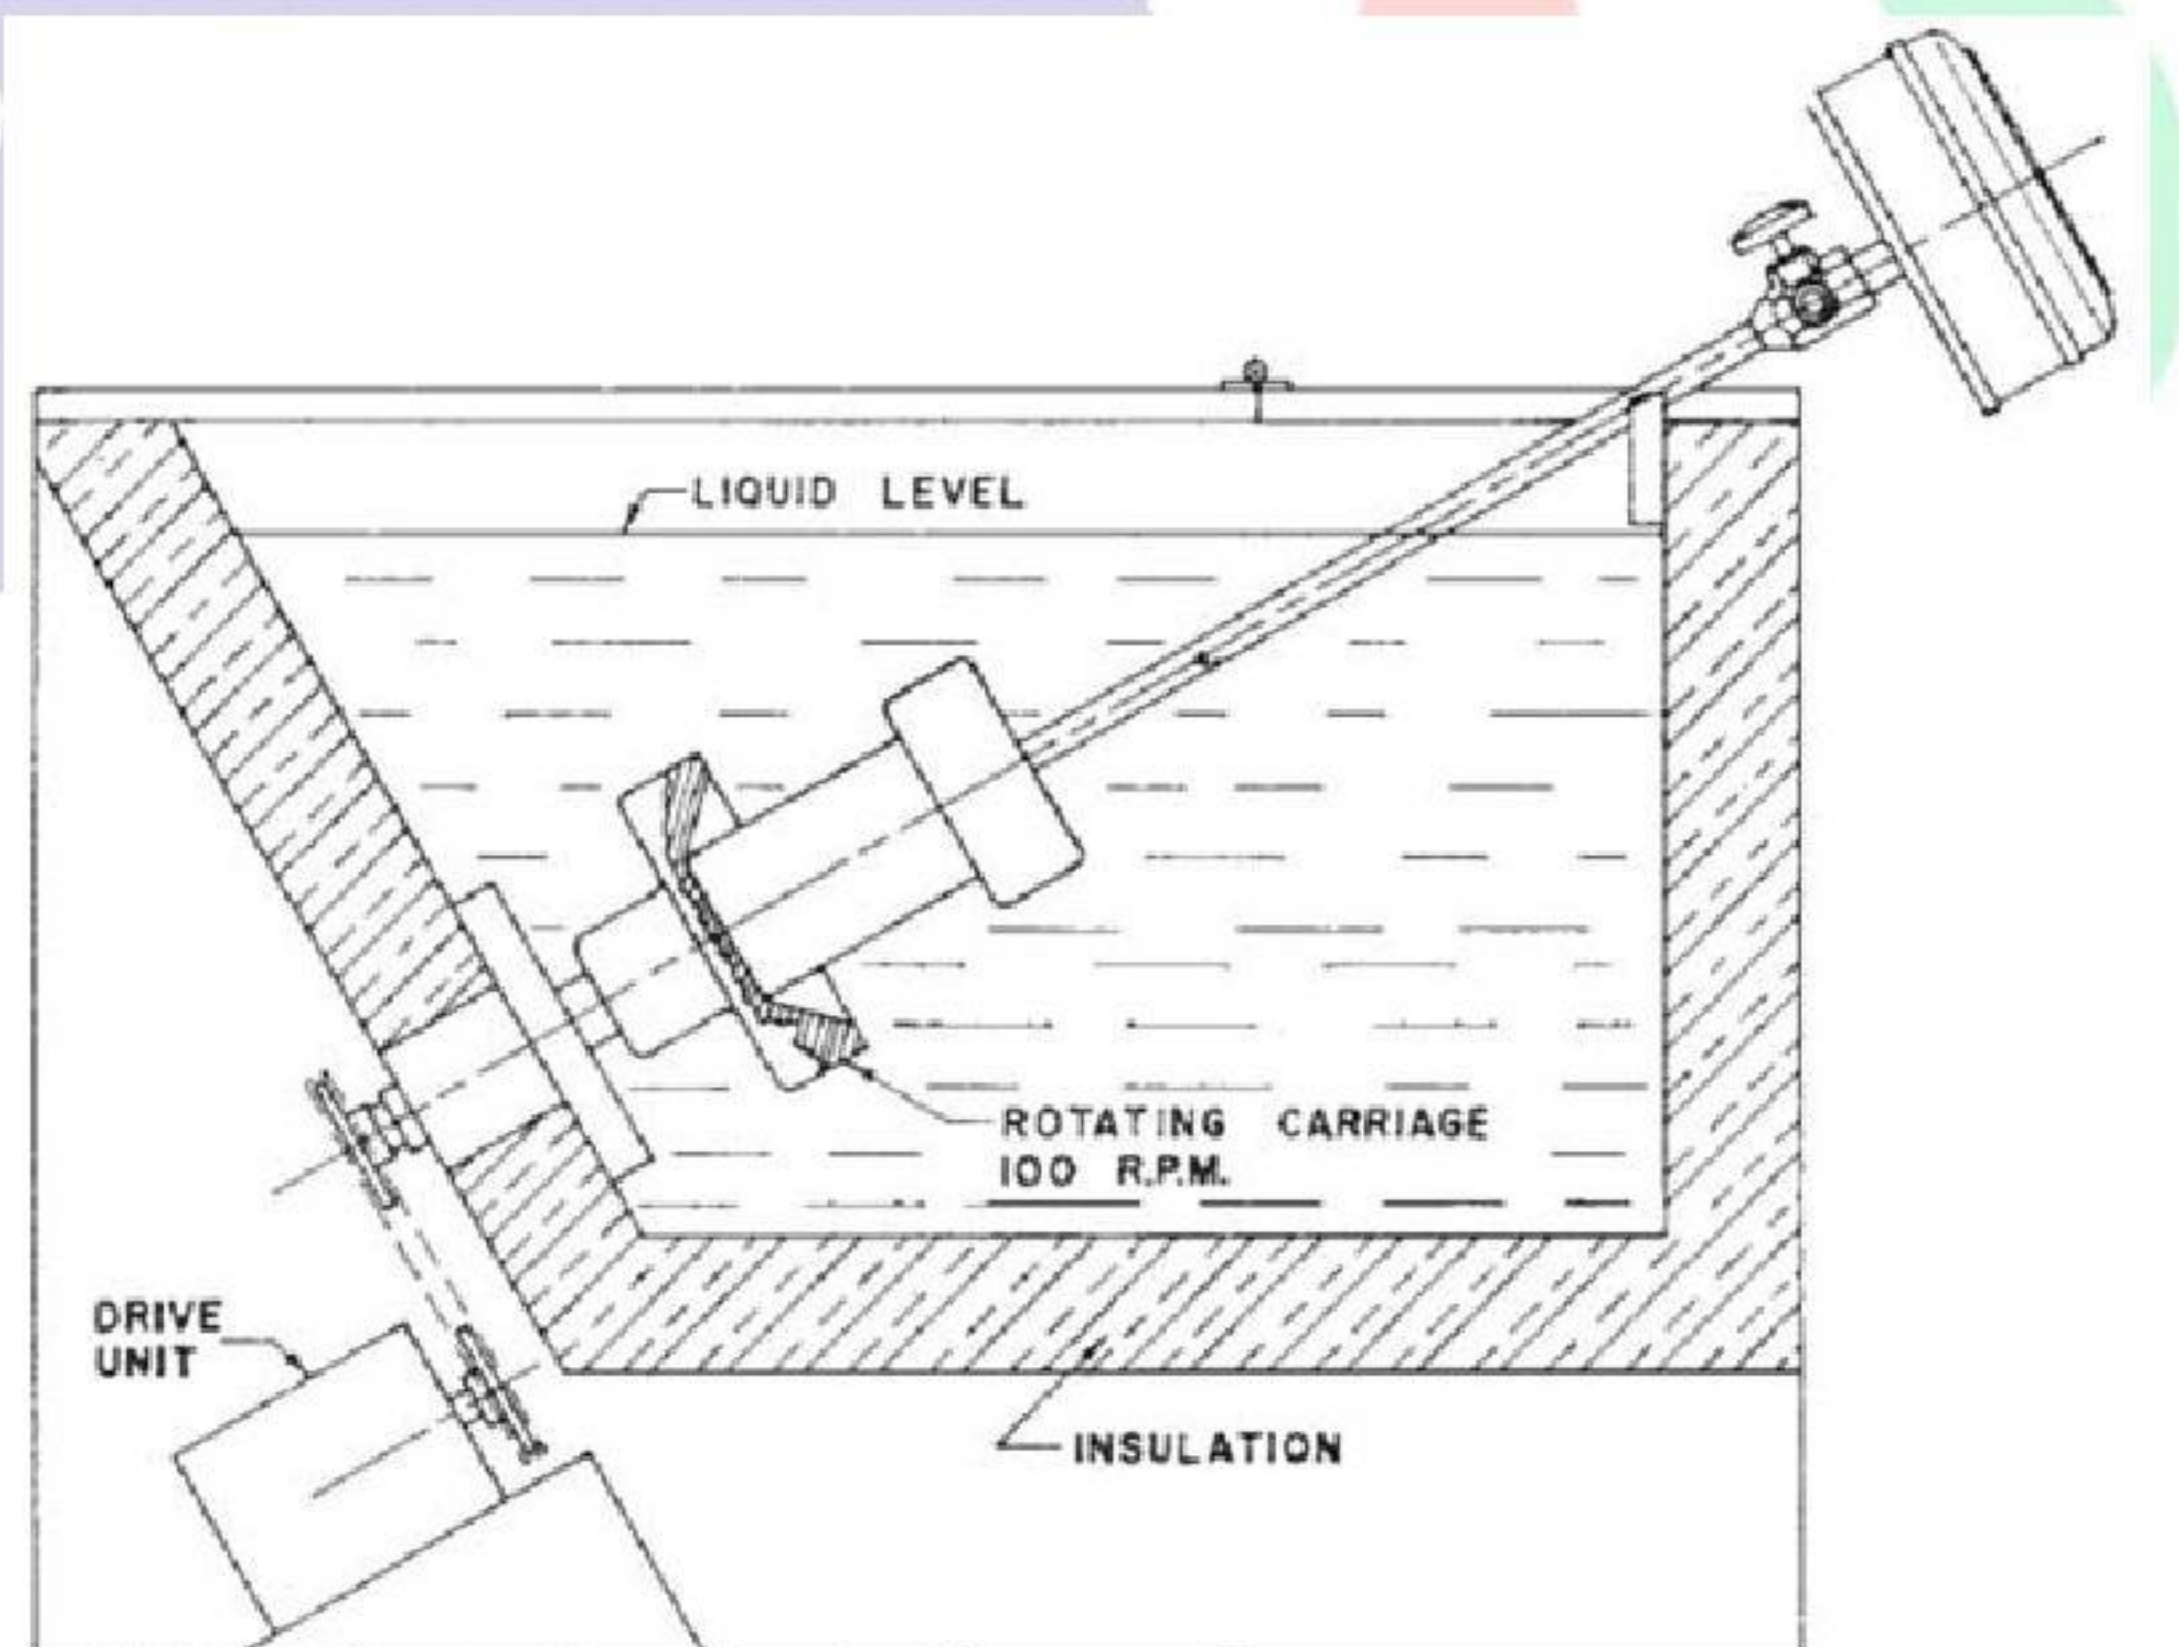 LIQUID LEVEL
ROTATING CARRIAGE
100 R.P.M.
DRIVE
UNIT
INSULATION